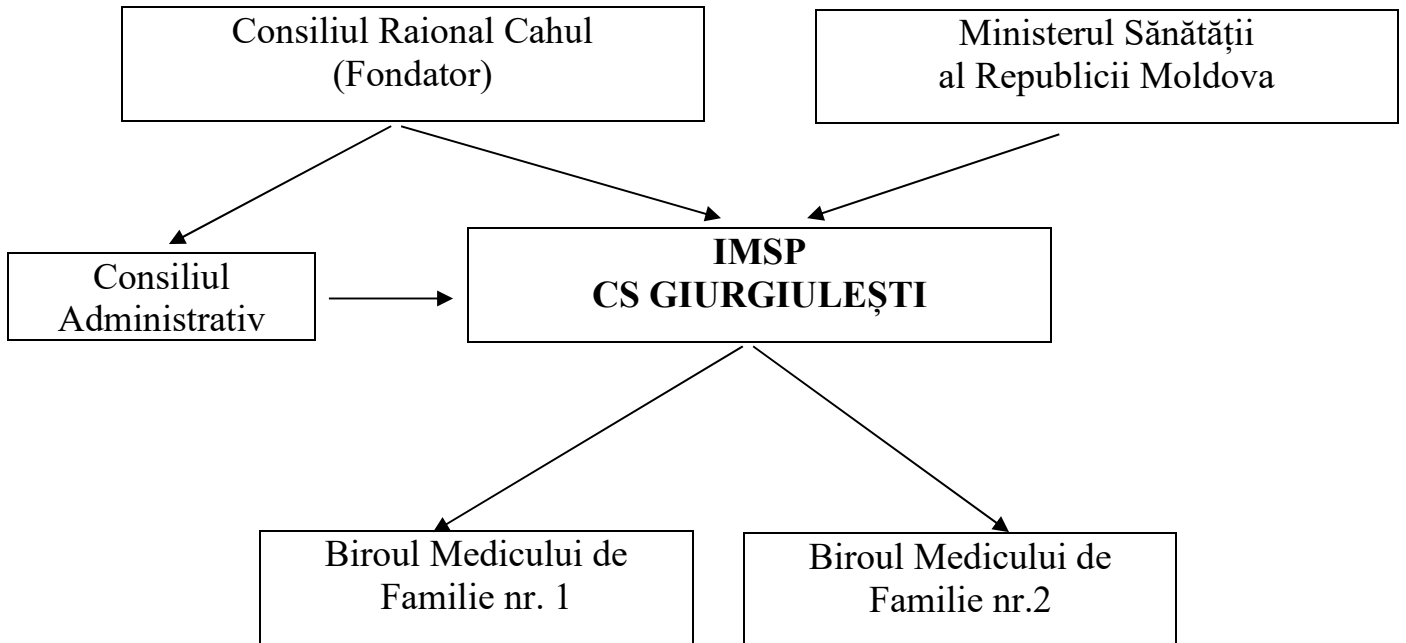 Consiliul Raional Cahul
(Fondator)
Ministerul Sănătății
al Republicii Moldova
Consiliul
Administrativ
IMSP
CS GIURGIULEȘTI
Biroul Medicului de
Familie nr. 1
Biroul Medicului de
Familie nr.2